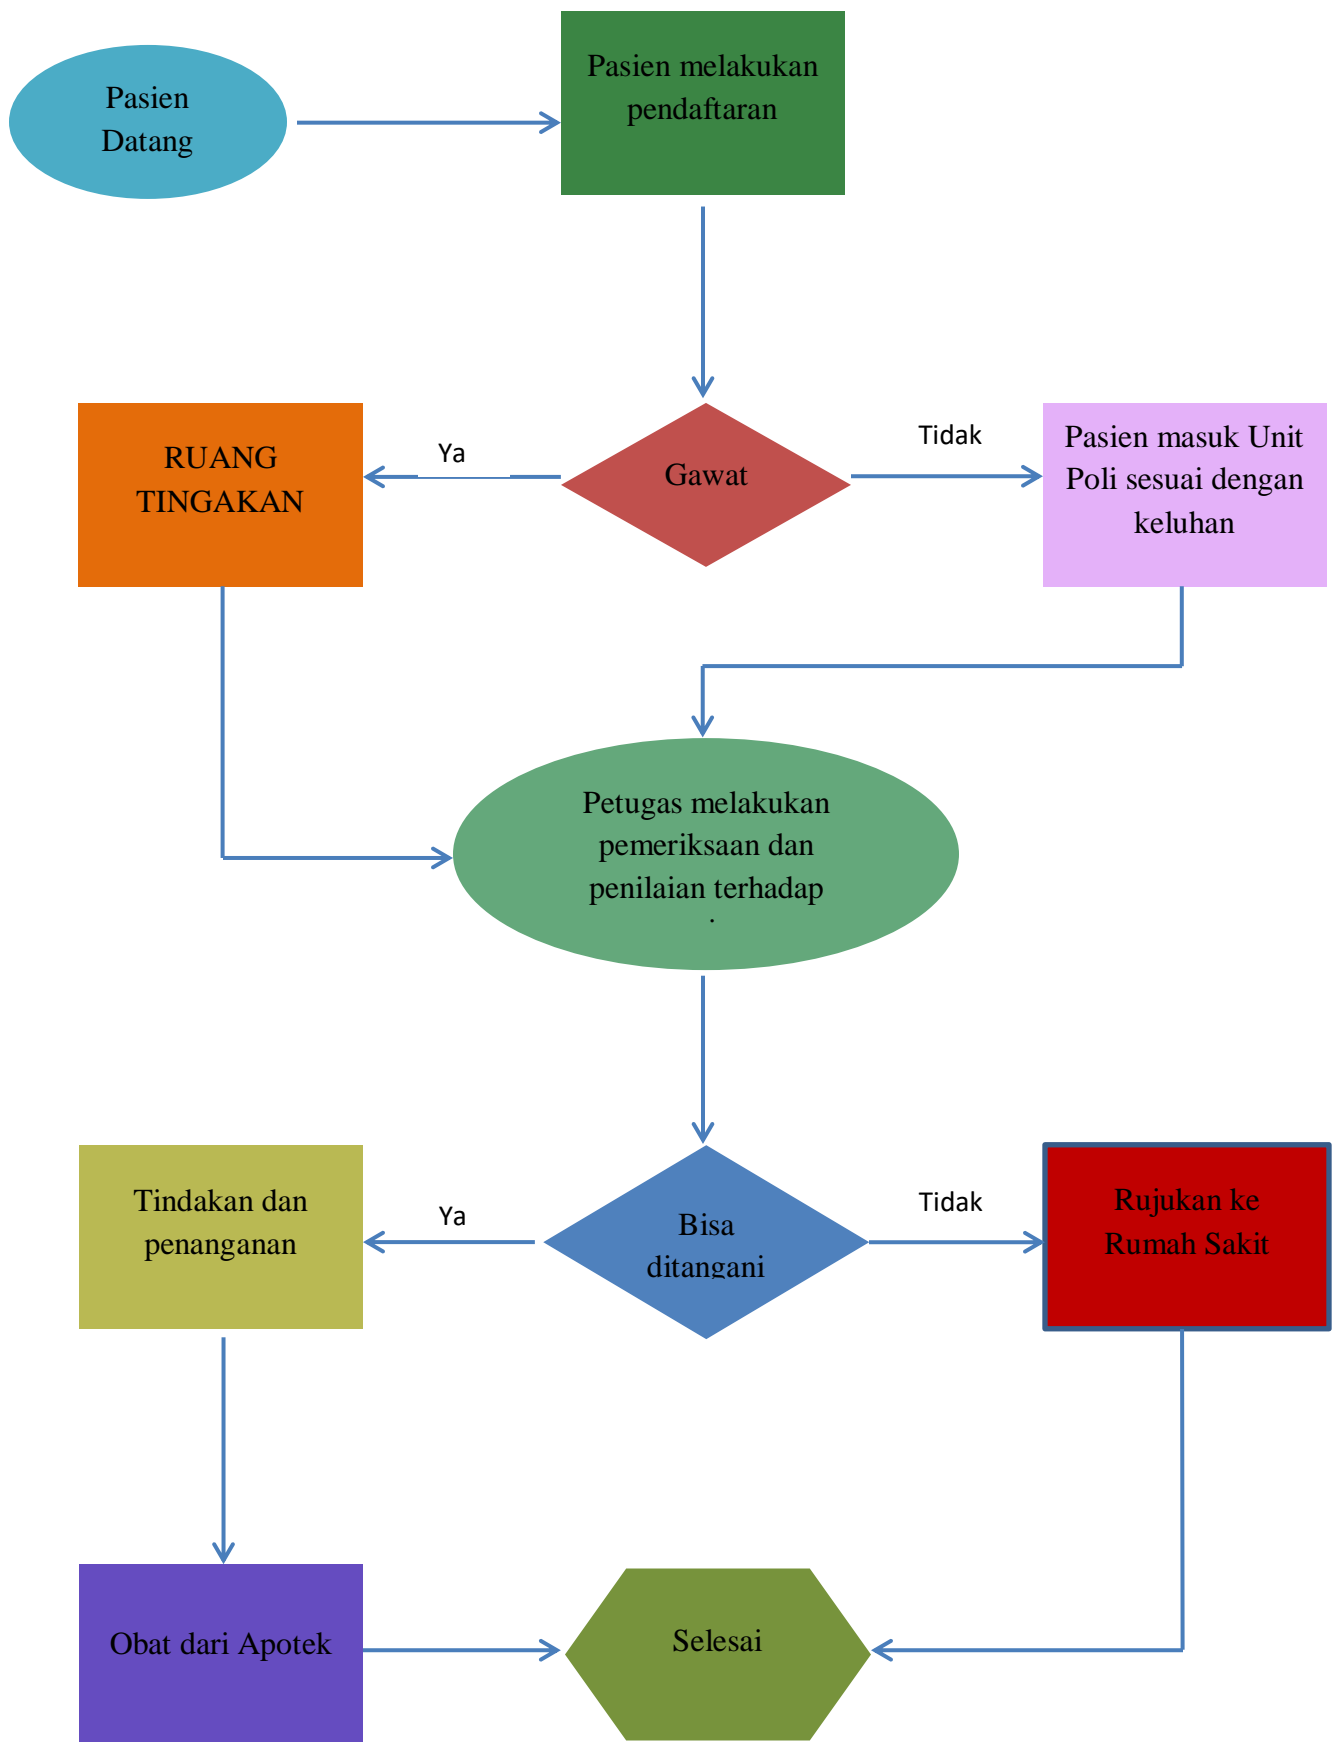 Pasien
Datang
Pasien melakukan
pendaftaran
RUANG
TINGAKAN
Ya
Gawat
Tidak
Pasien masuk Unit
Poli sesuai dengan
keluhan
Petugas melakukan
pemeriksaan dan
penilaian terhadap
Tindakan dan
penanganan
Ya
Bisa
ditangani
Tidak
Rujukan ke
Rumah Sakit
Obat dari Apotek
Selesai